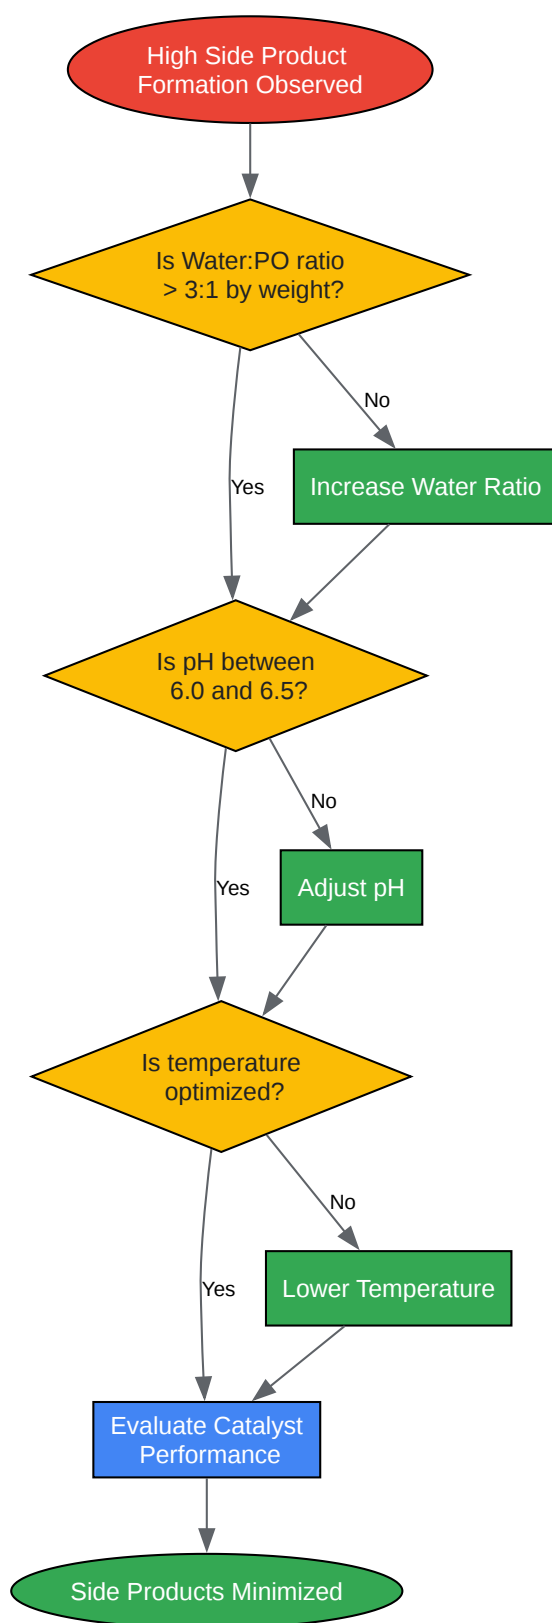 High Side Product
Formation Observed
Is Water:PO ratio
> 3:1 by weight?
No
Yes
Increase Water Ratio
Is pH between
6.0 and 6.5?
No
Yes
Adjust pH
Is temperature
optimized?
No
Yes
Lower Temperature
Evaluate Catalyst
Performance
Side Products Minimized